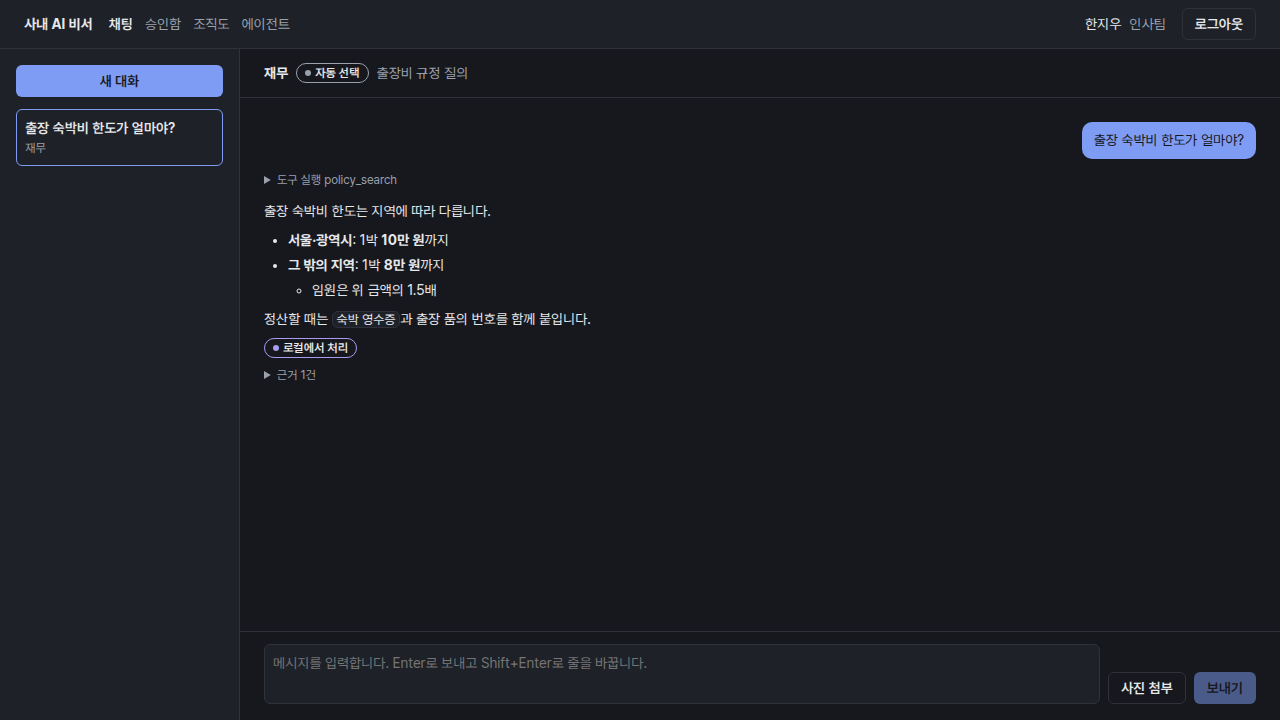 사내 AI 비서 채팅 승인함 조직도 에이전트 한지우 인사팀 로그아웃
새 대화
출장 숙박비 한도가 얼마야?
재무
재무 자동 선택 출장비 규정 질의
출장 숙박비 한도가 얼마야?
도구 실행 policy_search
출장 숙박비 한도는 지역에 따라 다릅니다.
서울·광역시: 1박 10만 원까지
그 밖의 지역: 1박 8만 원까지
임원은 위 금액의 1.5배
정산할 때는 숙박 영수증과 출장 품의 번호를 함께 붙입니다.
로컬에서 처리
근거 1건
메시지를 입력합니다. Enter로 보내고 Shift+Enter로 줄을 바꿉니다.
사진 첨부 보내기